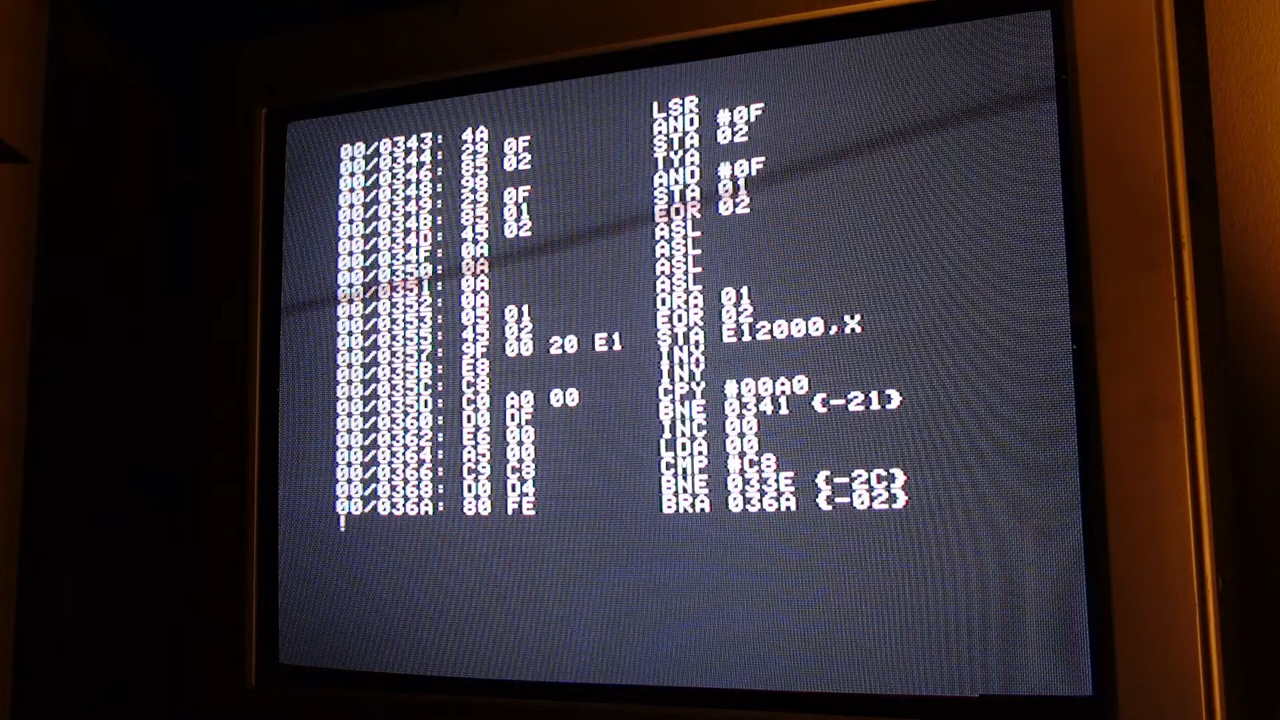 00/0343: 4A LSR
00/0344: 29 0F AND #0F
00/0346: 85 02 STA 02
00/0348: 98 TYA
00/0349: 29 0F AND #0F
00/034B: 85 01 STA 01
00/034D: 45 02 EOR 02
00/034F: 0A ASL
00/0350: 0A ASL
00/0351: 0A ASL
00/0352: 0A ASL
00/0353: 05 01 ORA 01
00/0355: 45 02 EOR 02
00/0357: 9F 00 20 E1 STA E12000,X
00/035B: E8 INX
00/035C: C8 INY
00/035D: C0 A0 00 CPY #00A0
00/0360: D0 DF BNE 0341 {-21}
00/0362: E6 00 INC 00
00/0364: A5 00 LDA 00
00/0366: C9 C8 CMP #C8
00/0368: D0 D4 BNE 033E {-2C}
00/036A: 80 FE BRA 036A {-02}
!